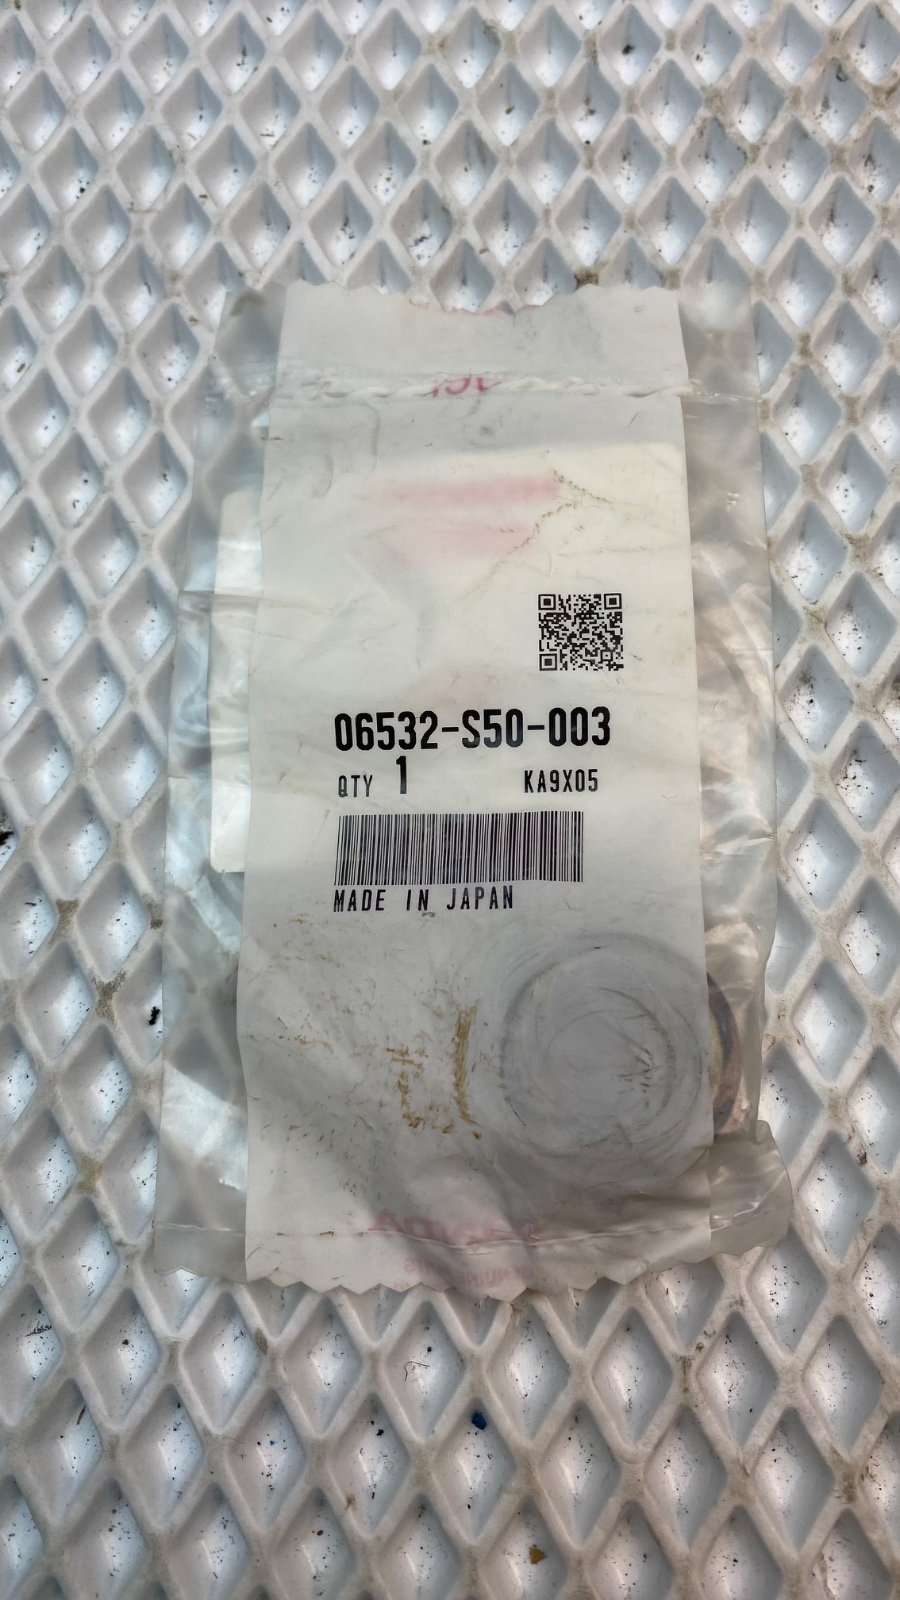 06532-S50-003
QTY 1 KA9X05
MADE IN JAPAN